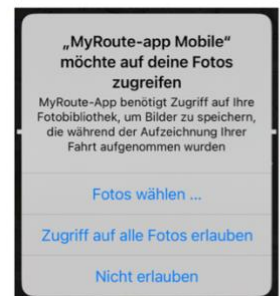 „MyRoute-app Mobile“
möchte auf deine Fotos
zugreifen
MyRoute-App benötigt Zugriff auf Ihre
Fotobibliothek, um Bilder zu speichern,
die während der Aufzeichnung Ihrer
Fahrt aufgenommen wurden
Fotos wählen ...
Zugriff auf alle Fotos erlauben
Nicht erlauben